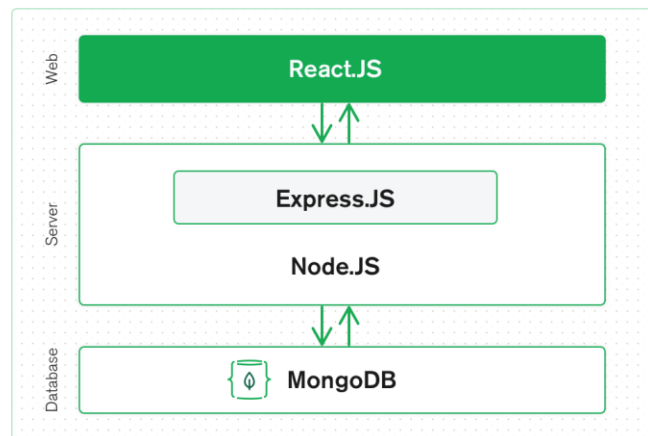 Web
React.JS
Server
Express.JS
Node.JS
Database
MongoDB